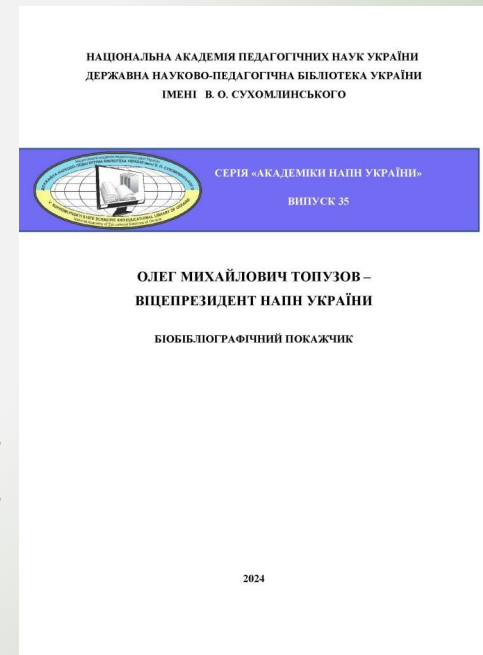 НАЦІОНАЛЬНА АКАДЕМІЯ ПЕДАГОГІЧНИХ НАУК УКРАЇНИ
ДЕРЖАВНА НАУКОВО-ПЕДАГОГІЧНА БІБЛІОТЕКА УКРАЇНИ
ІМЕНІ В. О. СУХОМЛИНСЬКОГО
СЕРІЯ «АКАДЕМІКИ НАПН УКРАЇНИ»
ВИПУСК 35
ОЛЕГ МИХАЙЛОВИЧ ТОПУЗОВ –
ВІЦЕПРЕЗИДЕНТ НАПН УКРАЇНИ
БІОБІБЛІОГРАФІЧНИЙ ПОКАЖЧИК
2024